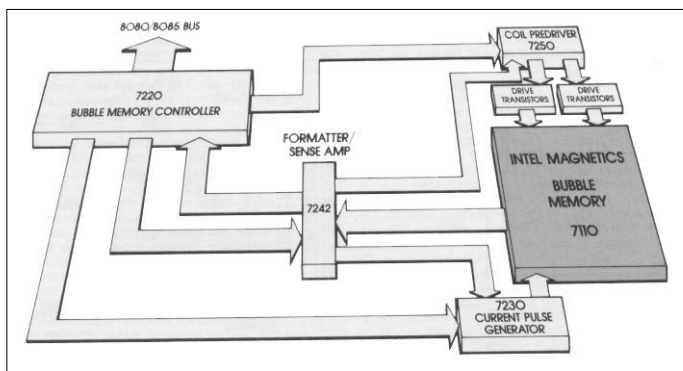 8080/8085 BUS
7220
BUBBLE MEMORY CONTROLLER
COIL PREDRIVER
7250
DRIVE
TRANSISTORS
DRIVE
TRANSISTORS
FORMATTER/
SENSE AMP
7242
INTEL MAGNETICS
BUBBLE
MEMORY
7110
7230
CURRENT PULSE
GENERATOR